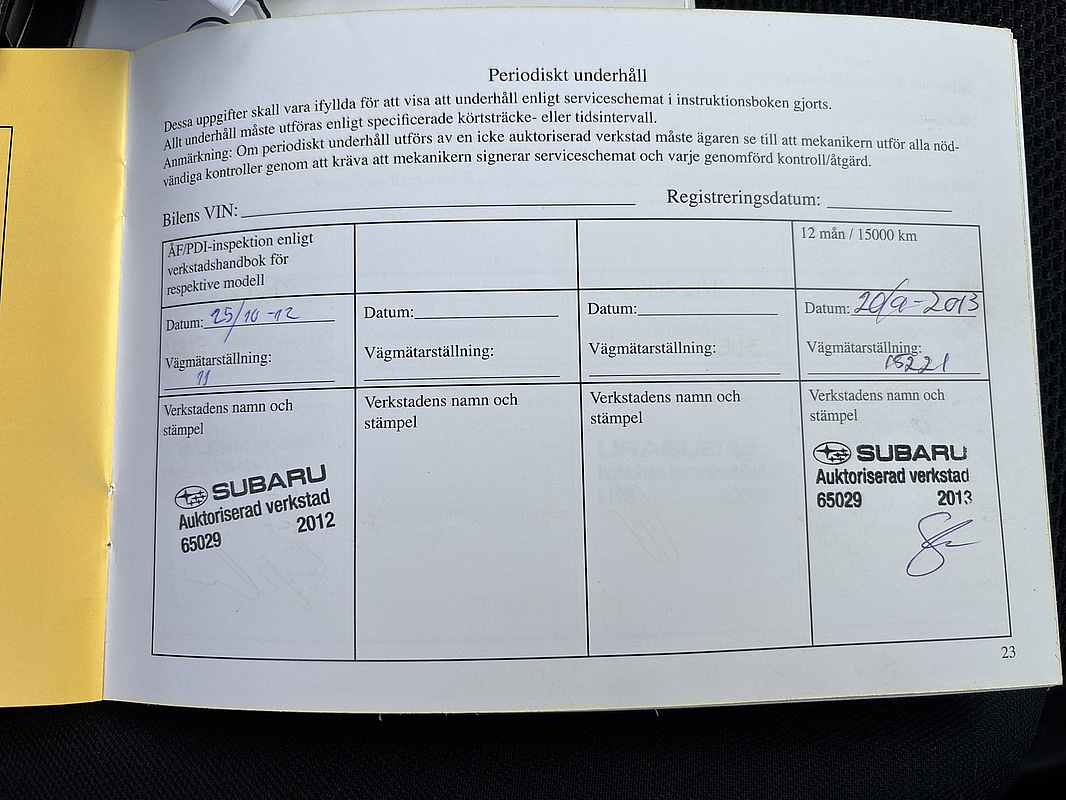 Periodiskt underhåll
Dessa uppgifter skall vara ifyllda för att visa att underhåll enligt serviceschemat i instruktionsboken gjorts.
Allt underhåll måste utföras enligt specificerade körtsträcke- eller tidsintervall.
Anmärkning: Om periodiskt underhåll utförs av en icke auktoriserad verkstad måste ägaren se till att mekanikern utför alla nöd-
vändiga kontroller genom att kräva att mekanikern signerar serviceschemat och varje genomförd kontroll/åtgärd.
Bilens VIN:
Registreringsdatum:
ÅF/PDI-inspektion enligt
verkstadshandbok för
respektive modell
12 mån / 15000 km
Datum: 25/10-12
Datum:
Datum:
Datum: 20/9-2013
Vägmätarställning:
11
Vägmätarställning:
Vägmätarställning:
Vägmätarställning:
15221
Verkstadens namn och
stämpel
SUBARU
Auktoriserad verkstad
65029 2012
Verkstadens namn och
stämpel
Verkstadens namn och
stämpel
Verkstadens namn och
stämpel
SUBARU
Auktoriserad verkstad
65029 2013
23